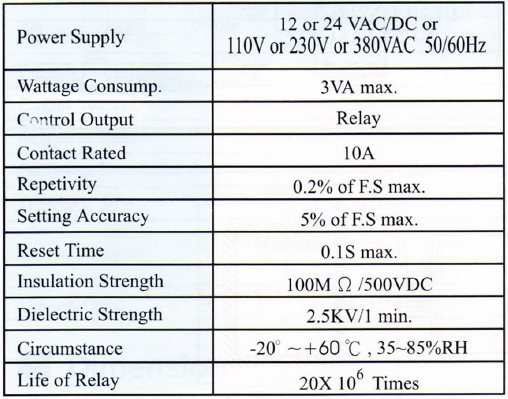 Power Supply
12 or 24 VAC/DC or
110V or 230V or 380VAC 50/60Hz
Wattage Consump.
3VA max.
Control Output
Relay
Contact Rated
10A
Repetivity
0.2% of F.S max.
Setting Accuracy
5% of F.S max.
Reset Time
0.1S max.
Insulation Strength
100M Ω /500VDC
Dielectric Strength
2.5KV/1 min.
Circumstance
-20° ~+60 ℃ , 35~85%RH
Life of Relay
20X 10⁶ Times